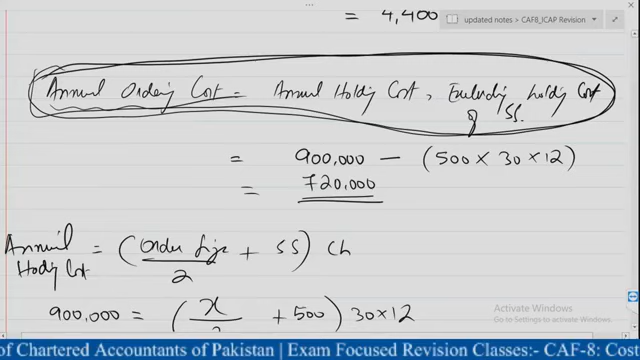 = 4,400
updated notes > CAF8_ICAP Revision
Annual Ordering Cost = Annual Holding Cost, Excluding holding Cost
of SS.
= 900,000 - (500 x 30 x 12)
= 720,000
Annual Holding Cost = (Order Size / 2 + SS) Ch
900,000 = (x / 2 + 500) 30 x 12
Activate Windows
Go to Settings to activate Windows.
of Chartered Accountants of Pakistan | Exam Focused Revision Classes:- CAF-8: Cost